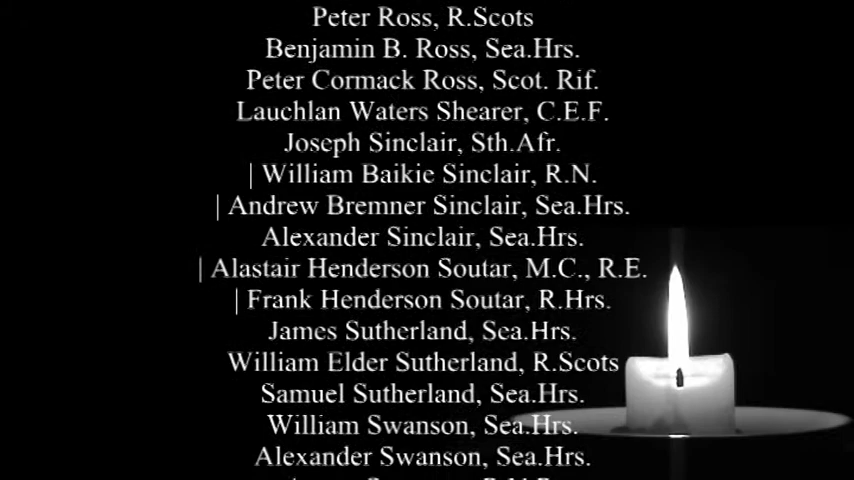 Peter Ross, R.Scots
Benjamin B. Ross, Sea.Hrs.
Peter Cormack Ross, Scot. Rif.
Lauchlan Waters Shearer, C.E.F.
Joseph Sinclair, Sth.Afr.
| William Baikie Sinclair, R.N.
| Andrew Bremner Sinclair, Sea.Hrs.
Alexander Sinclair, Sea.Hrs.
| Alastair Henderson Soutar, M.C., R.E.
| Frank Henderson Soutar, R.Hrs.
James Sutherland, Sea.Hrs.
William Elder Sutherland, R.Scots
Samuel Sutherland, Sea.Hrs.
William Swanson, Sea.Hrs.
Alexander Swanson, Sea.Hrs.